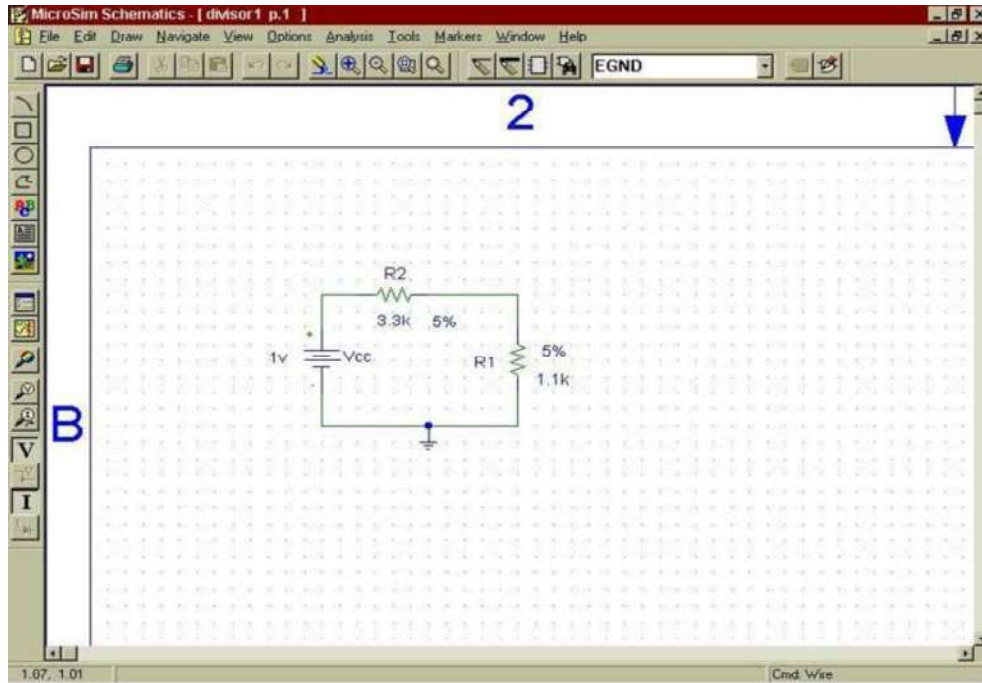 MicroSim Schematics - [ divisor1 p.1 ]
File Edit Draw Navigate View Options Analysis Tools Markers Window Help
EGND
2
B
R2
3.3k 5%
1v Vcc
R1 5%
1.1k
V
I
1.07, 1.01 Cmd: Wire